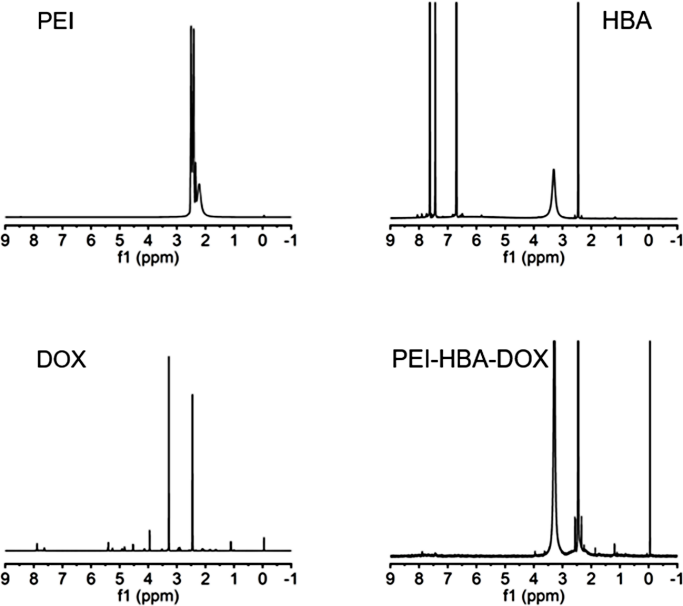 PEI
9 8 7 6 5 4 3 2 1 0 -1
f1 (ppm)
HBA
9 8 7 6 5 4 3 2 1 0 -1
f1 (ppm)
DOX
9 8 7 6 5 4 3 2 1 0 -1
f1 (ppm)
PEI-HBA-DOX
9 8 7 6 5 4 3 2 1 0 -1
f1 (ppm)